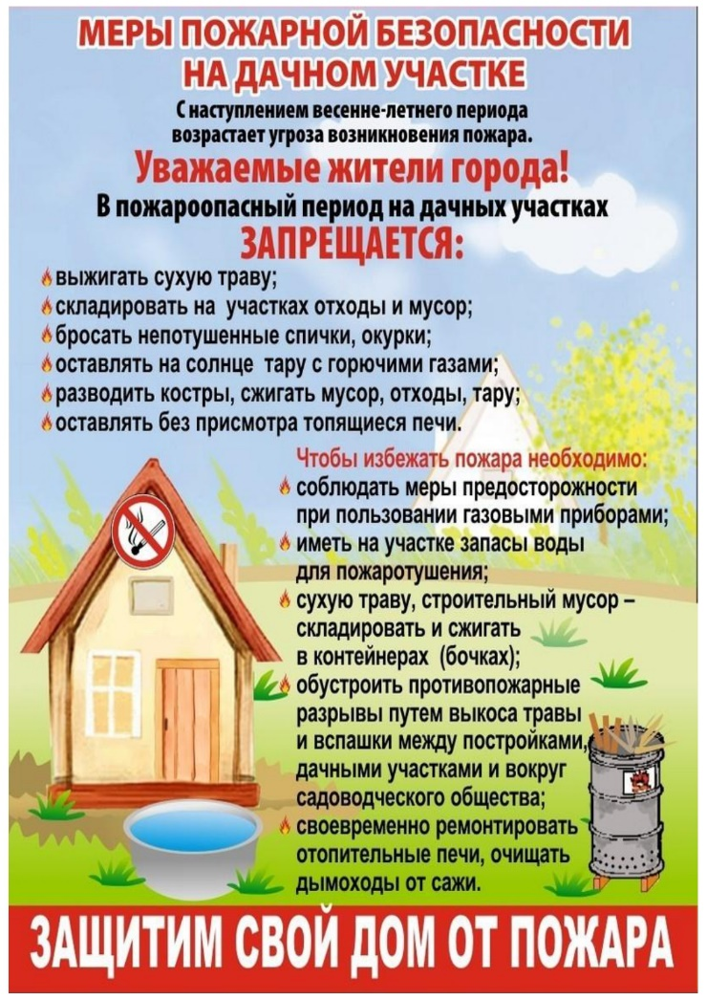 МЕРЫ ПОЖАРНОЙ БЕЗОПАСНОСТИ
НА ДАЧНОМ УЧАСТКЕ
С наступлением весенне-летнего периода
возрастает угроза возникновения пожара.
Уважаемые жители города!
В пожароопасный период на дачных участках
ЗАПРЕЩАЕТСЯ:
выжигать сухую траву;
складировать на участках отходы и мусор;
бросать непотушенные спички, окурки;
оставлять на солнце тару с горючими газами;
разводить костры, сжигать мусор, отходы, тару;
оставлять без присмотра топящиеся печи.
Чтобы избежать пожара необходимо:
соблюдать меры предосторожности
при пользовании газовыми приборами;
иметь на участке запасы воды
для пожаротушения;
сухую траву, строительный мусор –
складировать и сжигать
в контейнерах (бочках);
обустроить противопожарные
разрывы путем выкоса травы
и вспашки между постройками,
дачными участками и вокруг
садоводческого общества;
своевременно ремонтировать
отопительные печи, очищать
дымоходы от сажи.
ЗАЩИТИМ СВОЙ ДОМ ОТ ПОЖАРА